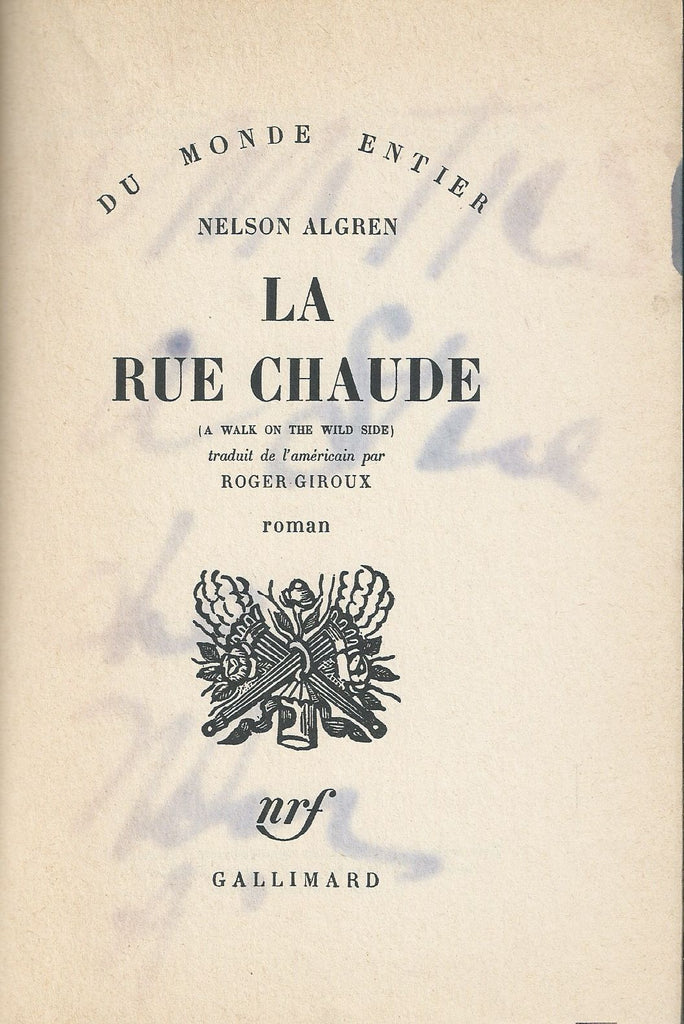 DU MONDE ENTIER
NELSON ALGREN
LA
RUE CHAUDE
(A WALK ON THE WILD SIDE)
traduit de l'américain par
ROGER GIROUX
roman
nrf
GALLIMARD